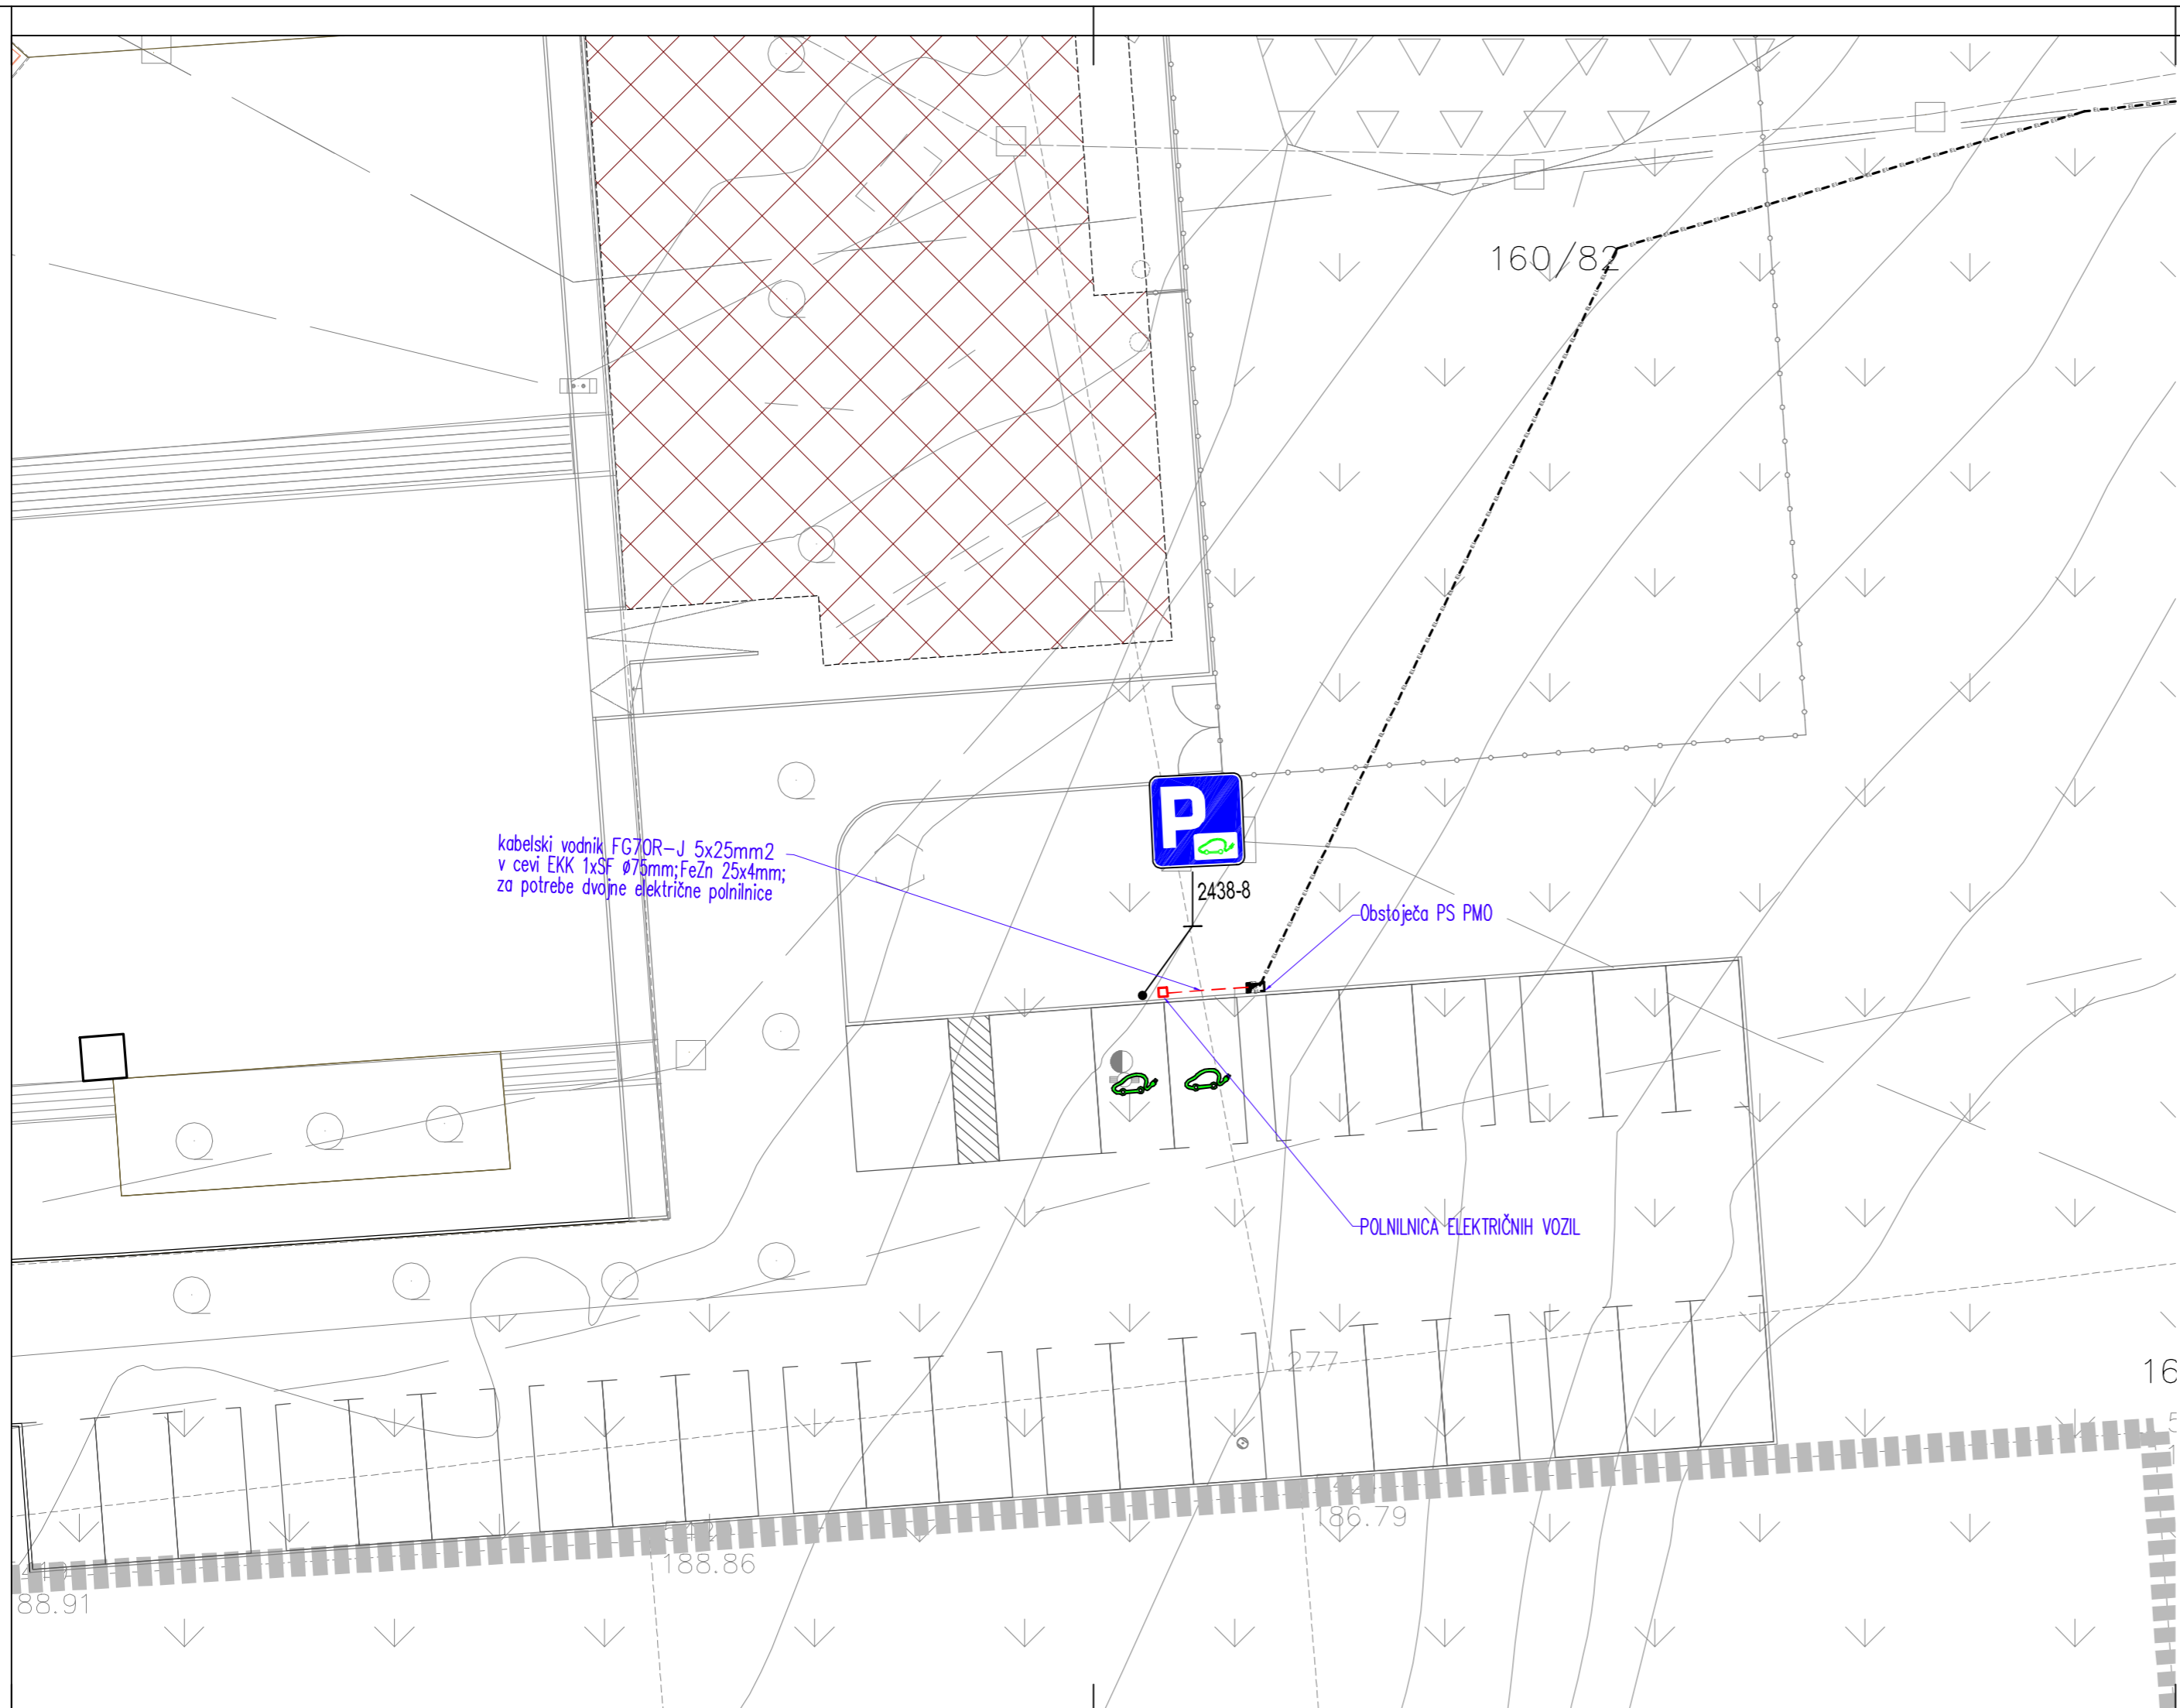 160/82
kabelski vodnik FG7OR-J 5x25mm2
v cevi EKK 1xSF Ø75mm;FeZn 25x4mm;
za potrebe dvojne električne polnilnice
P
2438-8
Obstoječa PS PMO
POLNILNICA ELEKTRIČNIH VOZIL
277
16
186.79
188.86
88.91